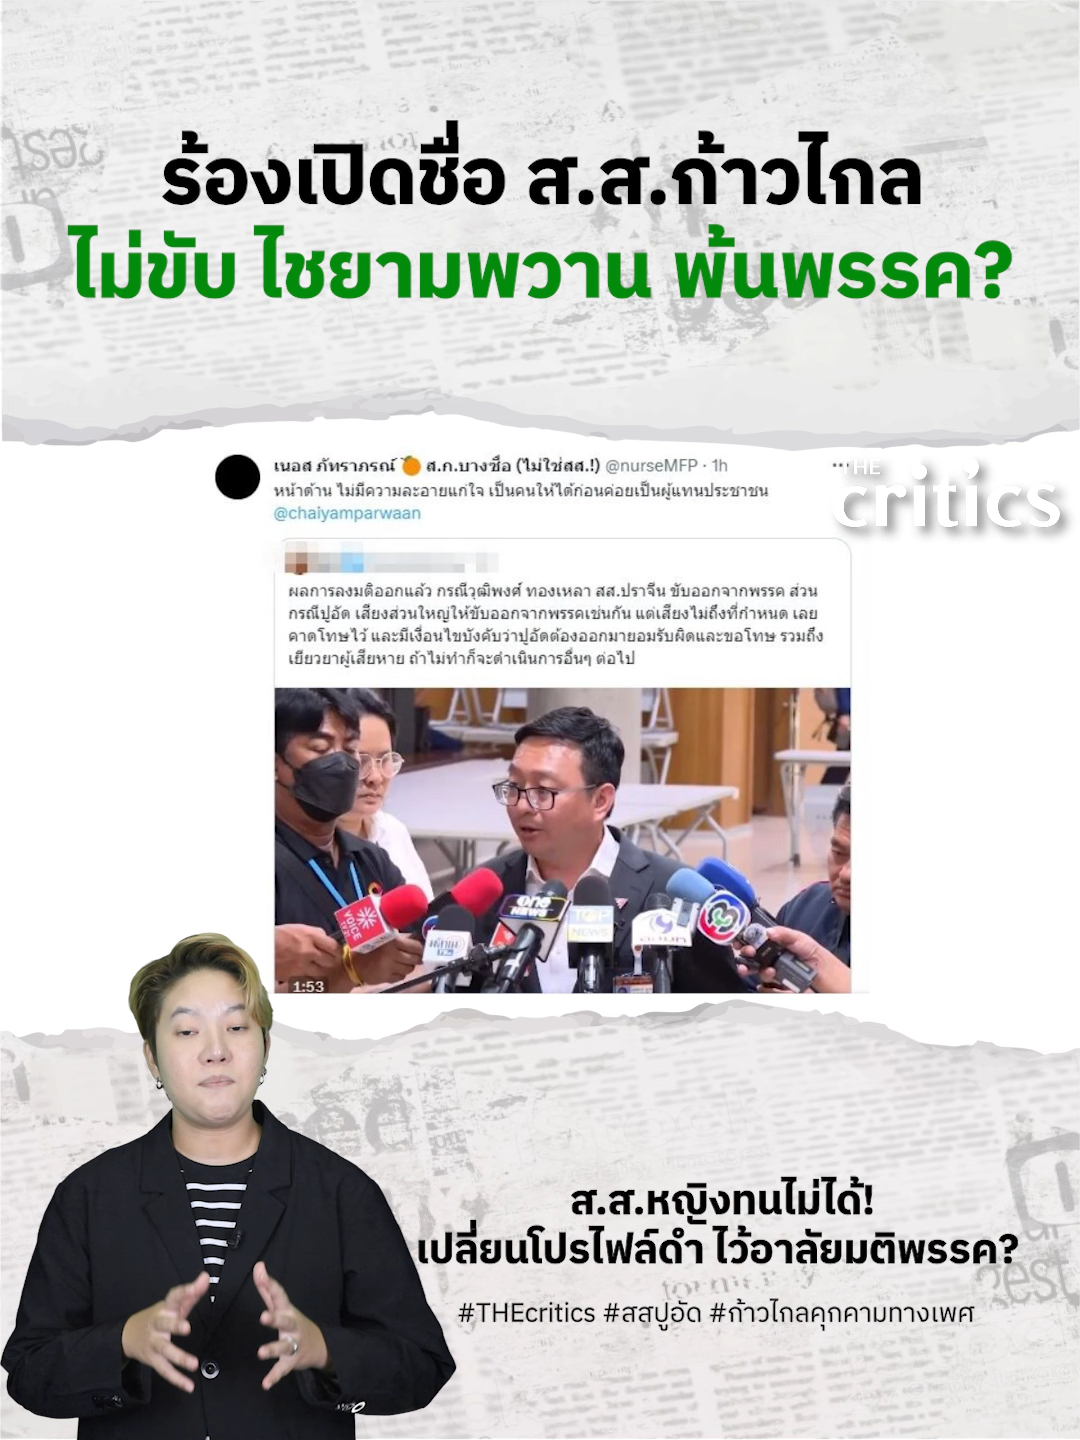 ร้องเปิดชื่อ ส.ส.ก้าวไกล
ไม่ขับ ไชยามพวาน พ้นพรรค?
เนอส ภัทราภรณ์ ส.ก.บางซื่อ (ไม่ใช่สส.!) @nurseMFP · 1h
THE
critics
หน้าด้าน ไม่มีความละอายแก่ใจ เป็นคนให้ได้ก่อนค่อยเป็นผู้แทนประชาชน
@chaiyamparwaan
ผลการลงมติออกแล้ว กรณีวุฒิพงศ์ ทองเหลา สส.ปราจีน ขับออกจากพรรค ส่วน
กรณีปูอัด เสียงส่วนใหญ่ให้ขับออกจากพรรคเช่นกัน แต่เสียงไม่ถึงที่กำหนด เลย
คาดโทษไว้ และมีเงื่อนไขบังคับว่าปูอัดต้องออกมายอมรับผิดและขอโทษ รวมถึง
เยียวยาผู้เสียหาย ถ้าไม่ทำก็จะดำเนินการอื่นๆ ต่อไป
VOICE
one
NEWS
TOP
NEWS
3
1:53
ส.ส.หญิงทนไม่ได้!
เปลี่ยนโปรไฟล์ดำ ไว้อาลัยมติพรรค?
#THEcritics #สสปูอัด #ก้าวไกลคุกคามทางเพศ